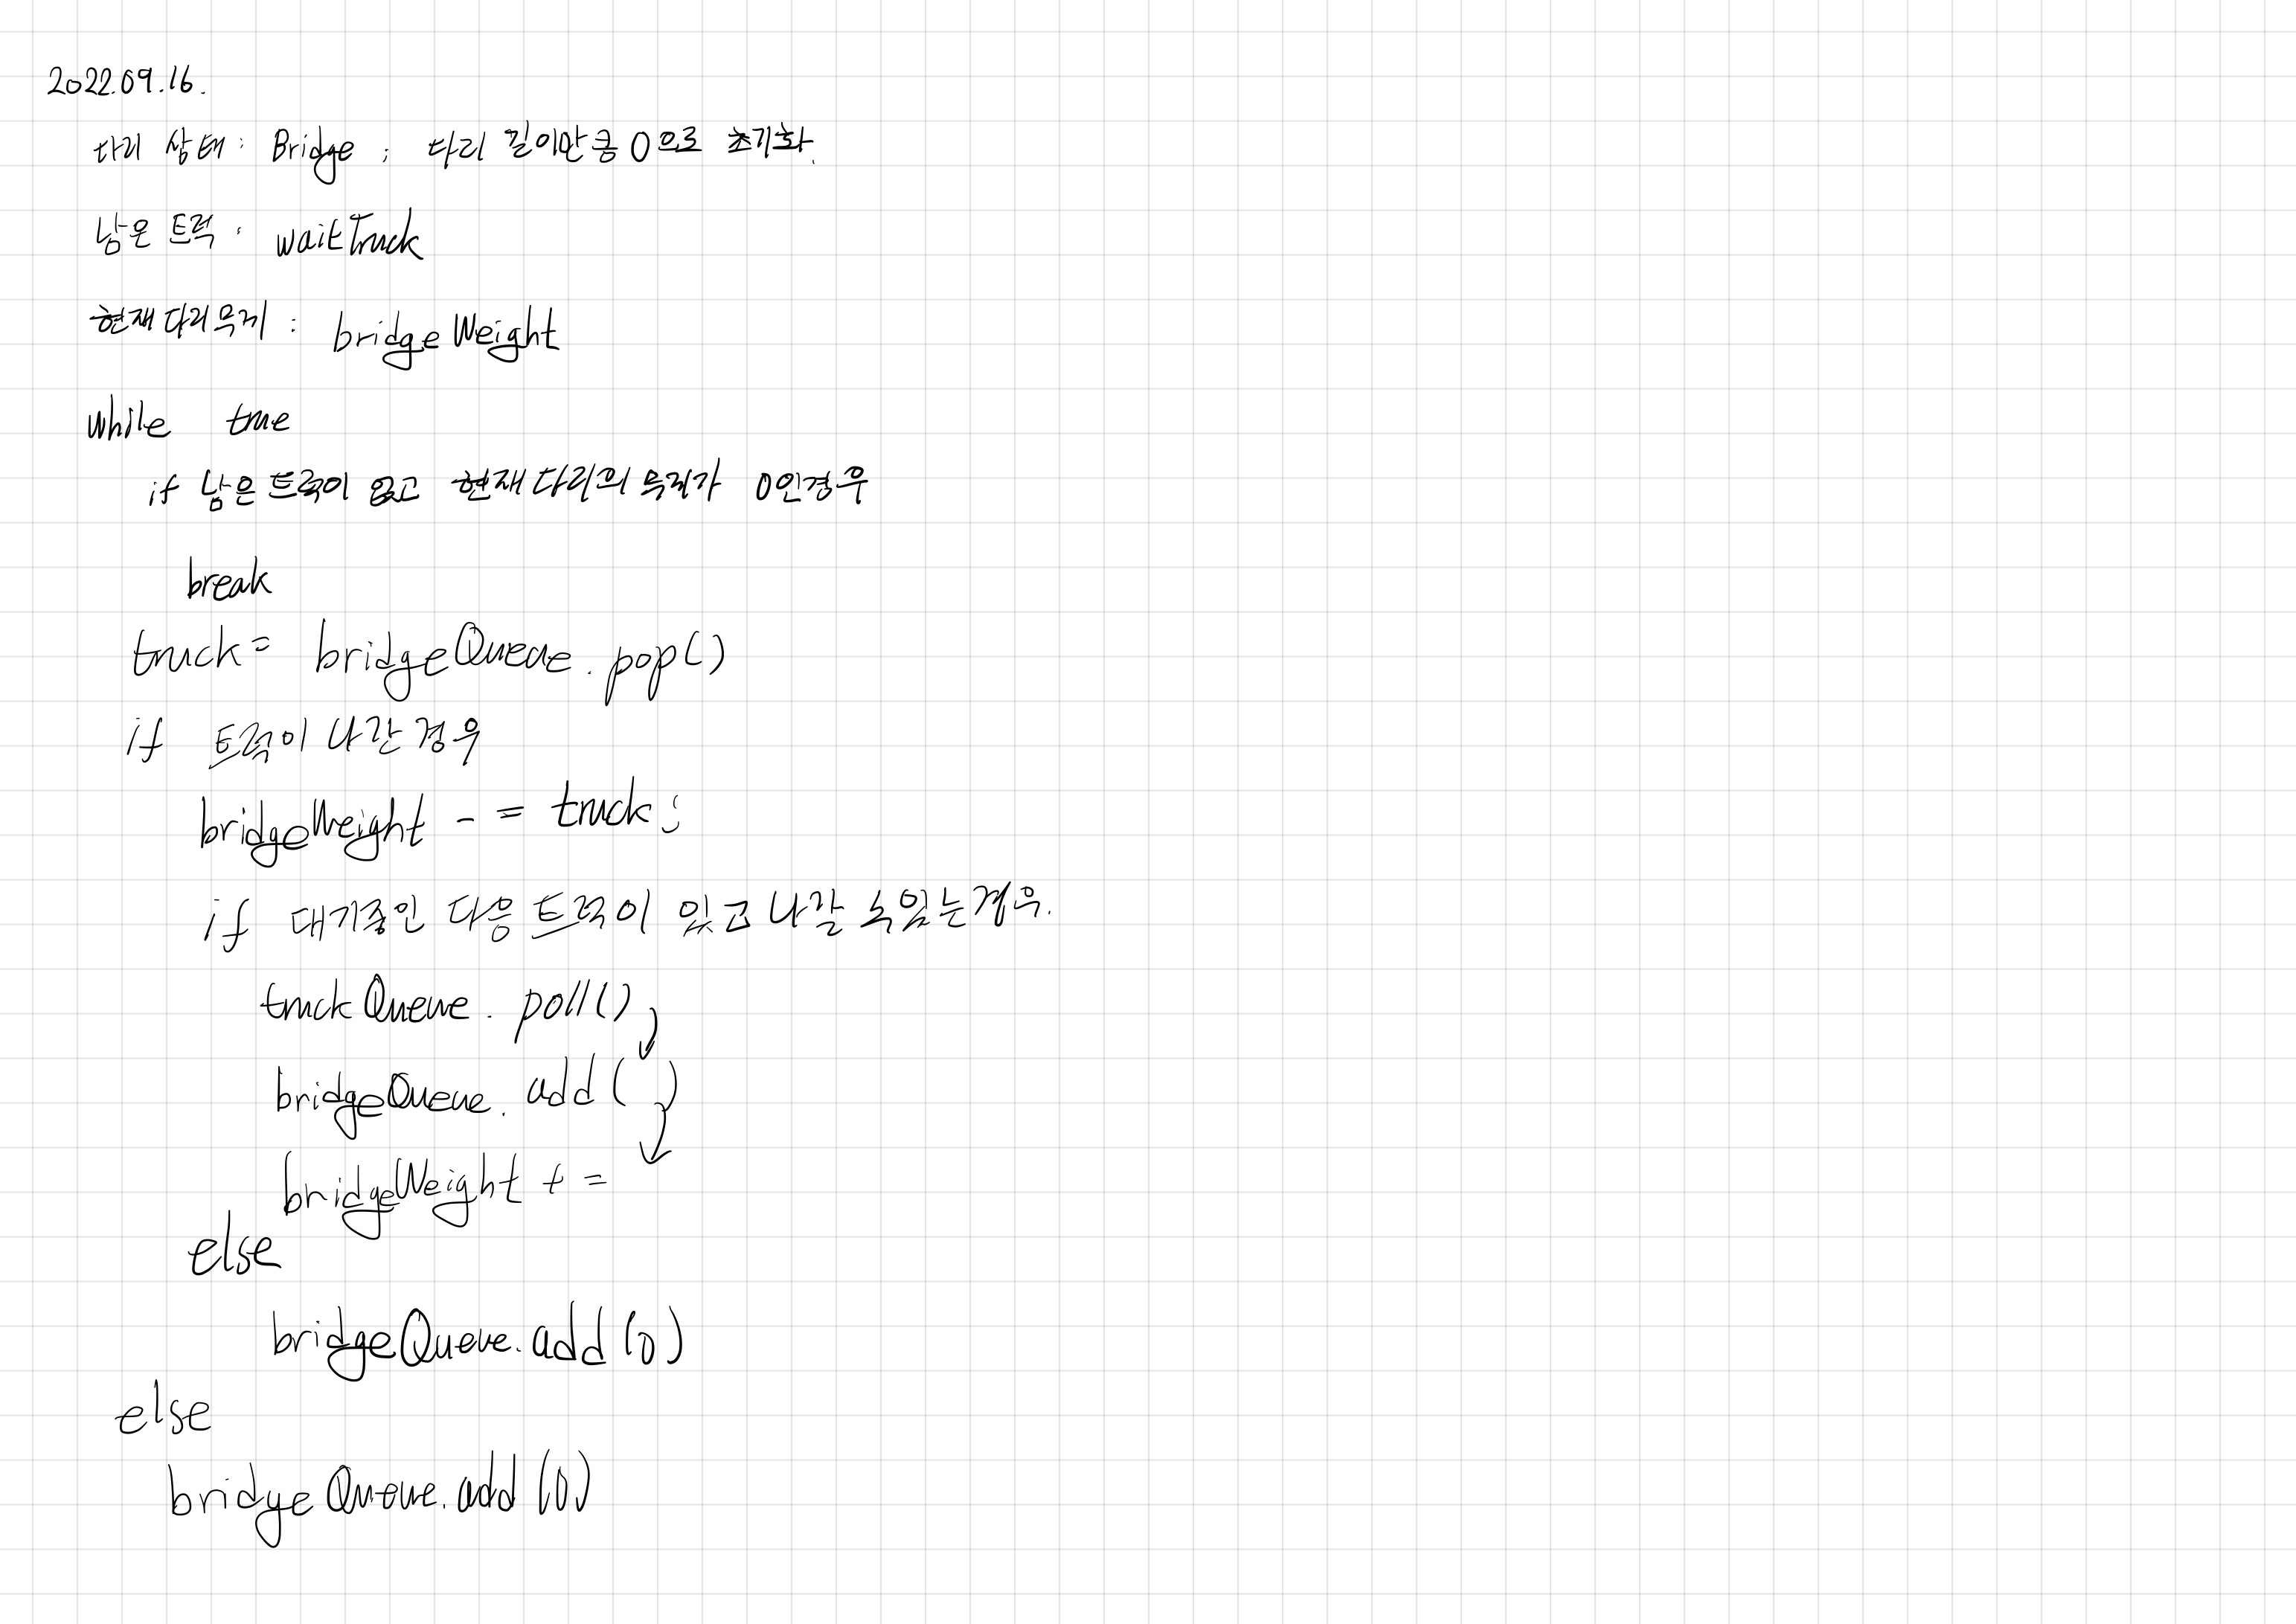 2022.09.16.
다리 상태 : Bridge ; 다리 길이만큼 0으로 초기화.
남은 트럭 : waitTruck
현재 다리 무게 : bridgeWeight
while true
if 남은 트럭이 없고 현재 다리의 무게가 0인경우
break
truck = bridgeQueue.pop()
if 트럭이 나간 경우
bridgeWeight -= truck;
if 대기중인 다음 트럭이 있고 나갈 수 있는 경우.
truckQueue.poll()
bridgeQueue.add( )
bridgeWeight +=
else
bridgeQueue.add(0)
else
bridgeQueue.add(0)